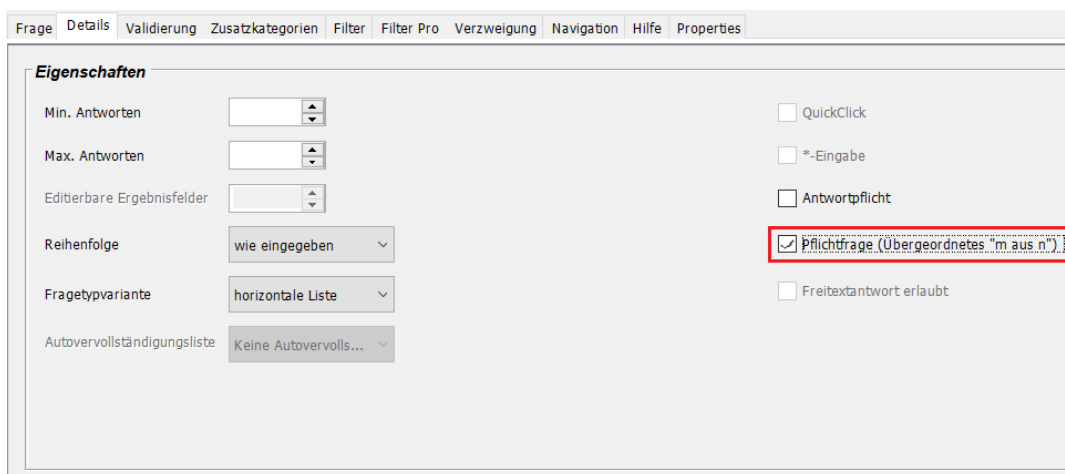 Frage Details Validierung Zusatzkategorien Filter Filter Pro Verzweigung Navigation Hilfe Properties
Eigenschaften
Min. Antworten
QuickClick
Max. Antworten
*-Eingabe
Editierbare Ergebnisfelder
Antwortpflicht
Reihenfolge wie eingegeben
Pflichtfrage (Übergeordnetes "m aus n")
Fragetypvariante horizontale Liste
Freitextantwort erlaubt
Autovervollständigungsliste Keine Autovervolls...